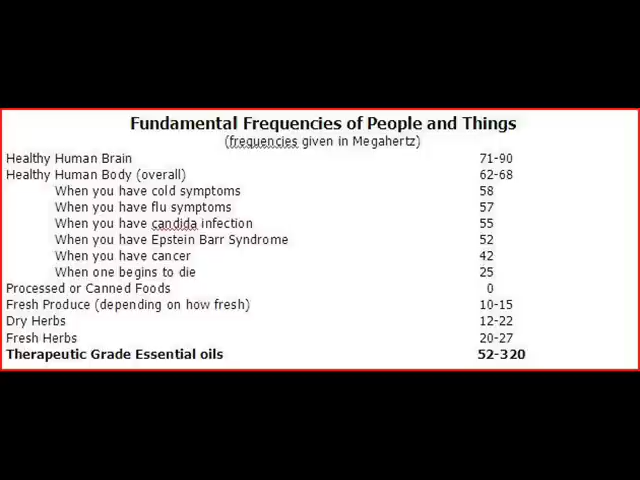 Fundamental Frequencies of People and Things
(frequencies given in Megahertz)
Healthy Human Brain 71-90
Healthy Human Body (overall) 62-68
When you have cold symptoms 58
When you have flu symptoms 57
When you have candida infection 55
When you have Epstein Barr Syndrome 52
When you have cancer 42
When one begins to die 25
Processed or Canned Foods 0
Fresh Produce (depending on how fresh) 10-15
Dry Herbs 12-22
Fresh Herbs 20-27
Therapeutic Grade Essential oils 52-320